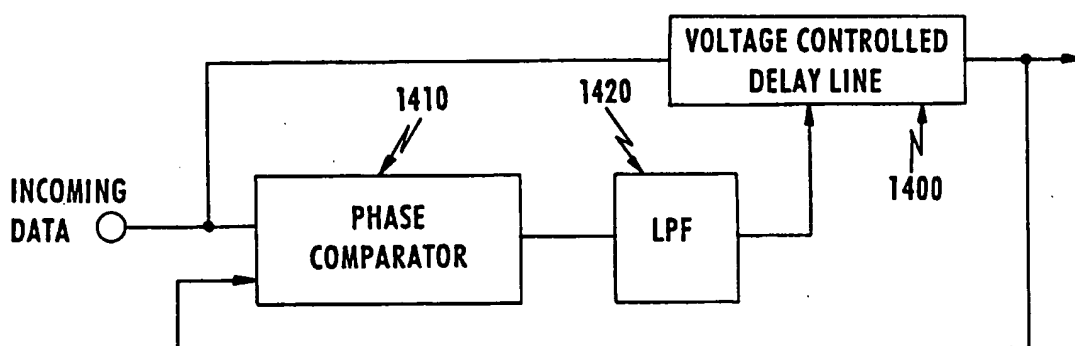 VOLTAGE CONTROLLED
DELAY LINE
1410
1420
1400
INCOMING
DATA
PHASE
COMPARATOR
LPF